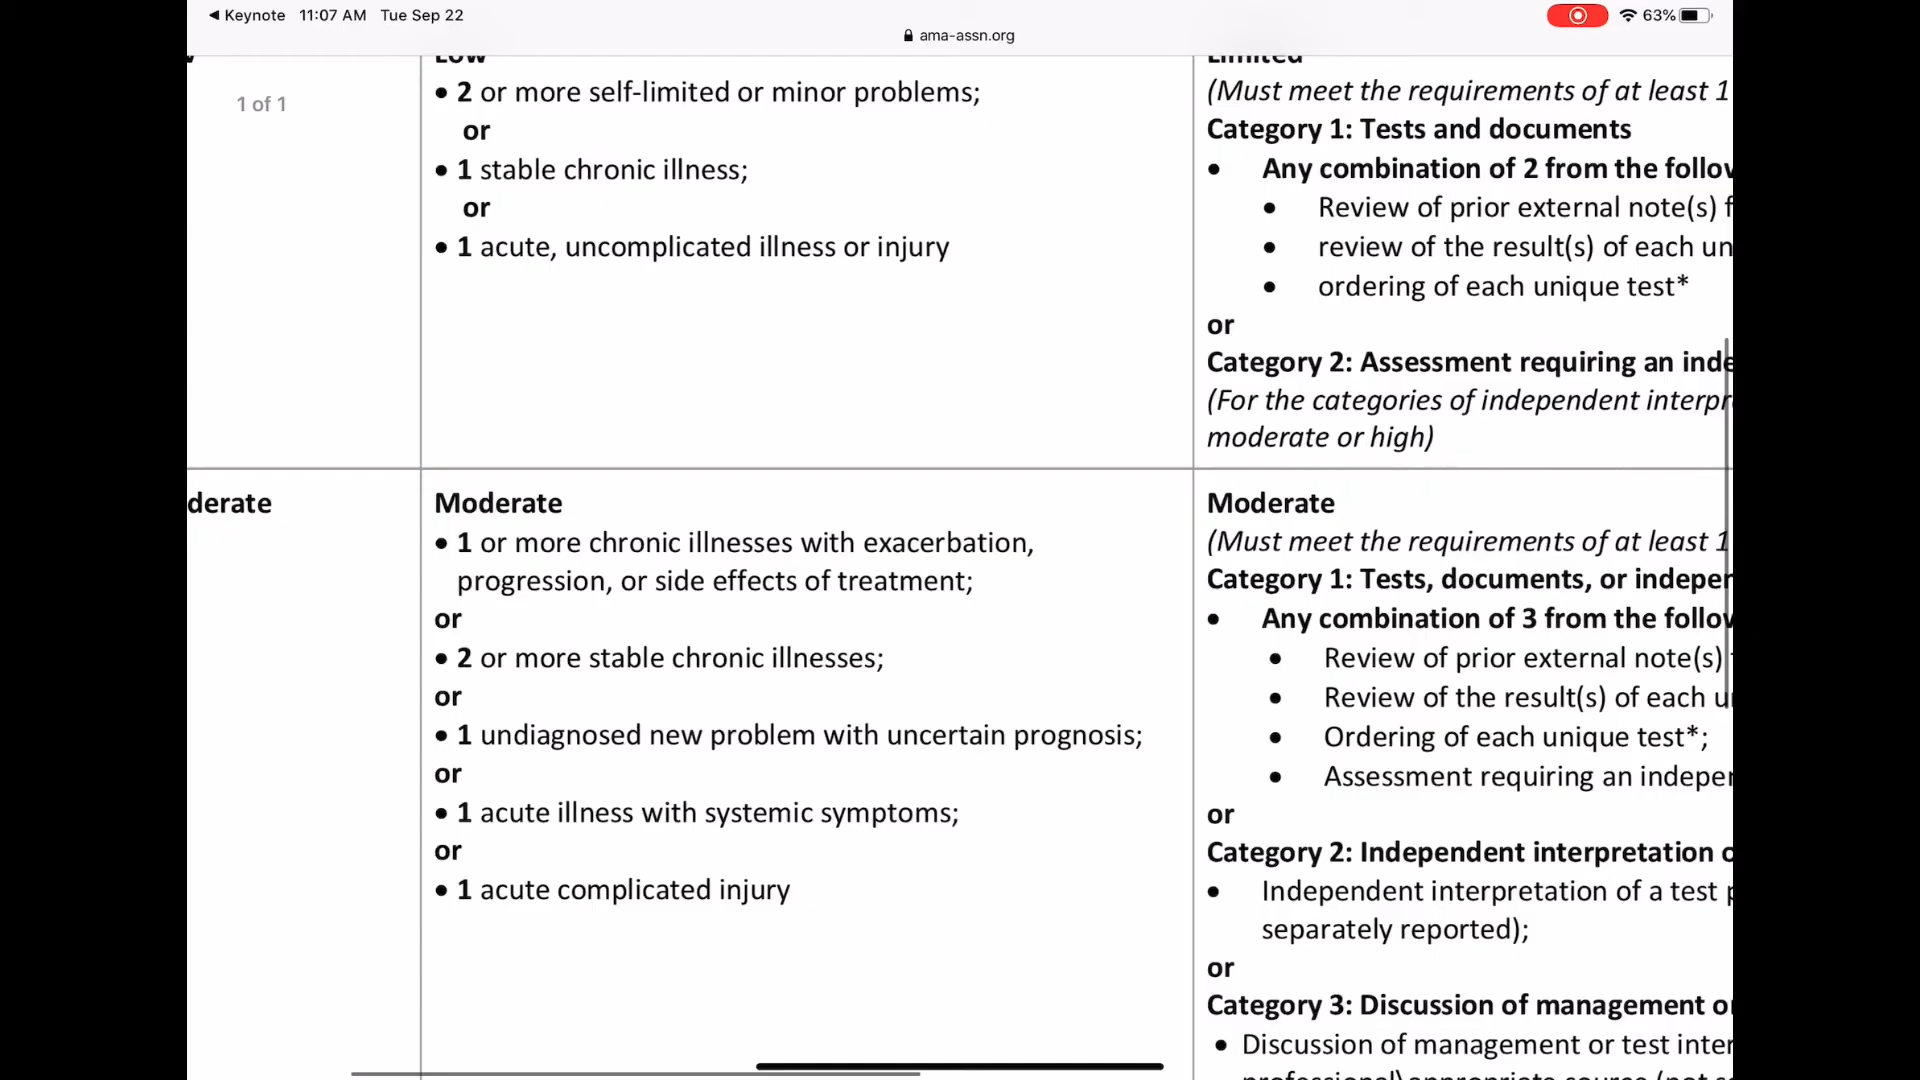 Keynote 11:07 AM Tue Sep 22
63%
ama-assn.org
1 of 1
Low
• 2 or more self-limited or minor problems;
or
• 1 stable chronic illness;
or
• 1 acute, uncomplicated illness or injury
Limited
(Must meet the requirements of at least 1
Category 1: Tests and documents
• Any combination of 2 from the follow
• Review of prior external note(s) f
• review of the result(s) of each un
• ordering of each unique test*
or
Category 2: Assessment requiring an inde
(For the categories of independent interpr
moderate or high)
derate
Moderate
• 1 or more chronic illnesses with exacerbation,
progression, or side effects of treatment;
or
• 2 or more stable chronic illnesses;
or
• 1 undiagnosed new problem with uncertain prognosis;
or
• 1 acute illness with systemic symptoms;
or
• 1 acute complicated injury
Moderate
(Must meet the requirements of at least 1
Category 1: Tests, documents, or indepen
• Any combination of 3 from the follow
• Review of prior external note(s)
• Review of the result(s) of each u
• Ordering of each unique test*;
• Assessment requiring an indepen
or
Category 2: Independent interpretation o
• Independent interpretation of a test p
separately reported);
or
Category 3: Discussion of management or
• Discussion of management or test inter